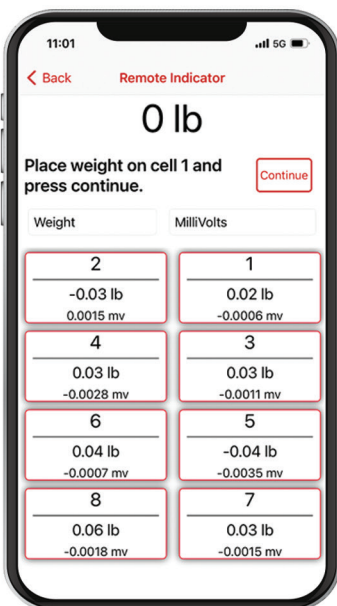 11:01 5G
Back Remote Indicator
0 lb
Place weight on cell 1 and
press continue.
Continue
Weight MilliVolts
2 1
-0.03 lb 0.02 lb
0.0015 mv -0.0006 mv
4 3
0.03 lb 0.03 lb
-0.0028 mv -0.0011 mv
6 5
0.04 lb -0.04 lb
-0.0007 mv -0.0035 mv
8 7
0.06 lb 0.03 lb
-0.0018 mv -0.0015 mv